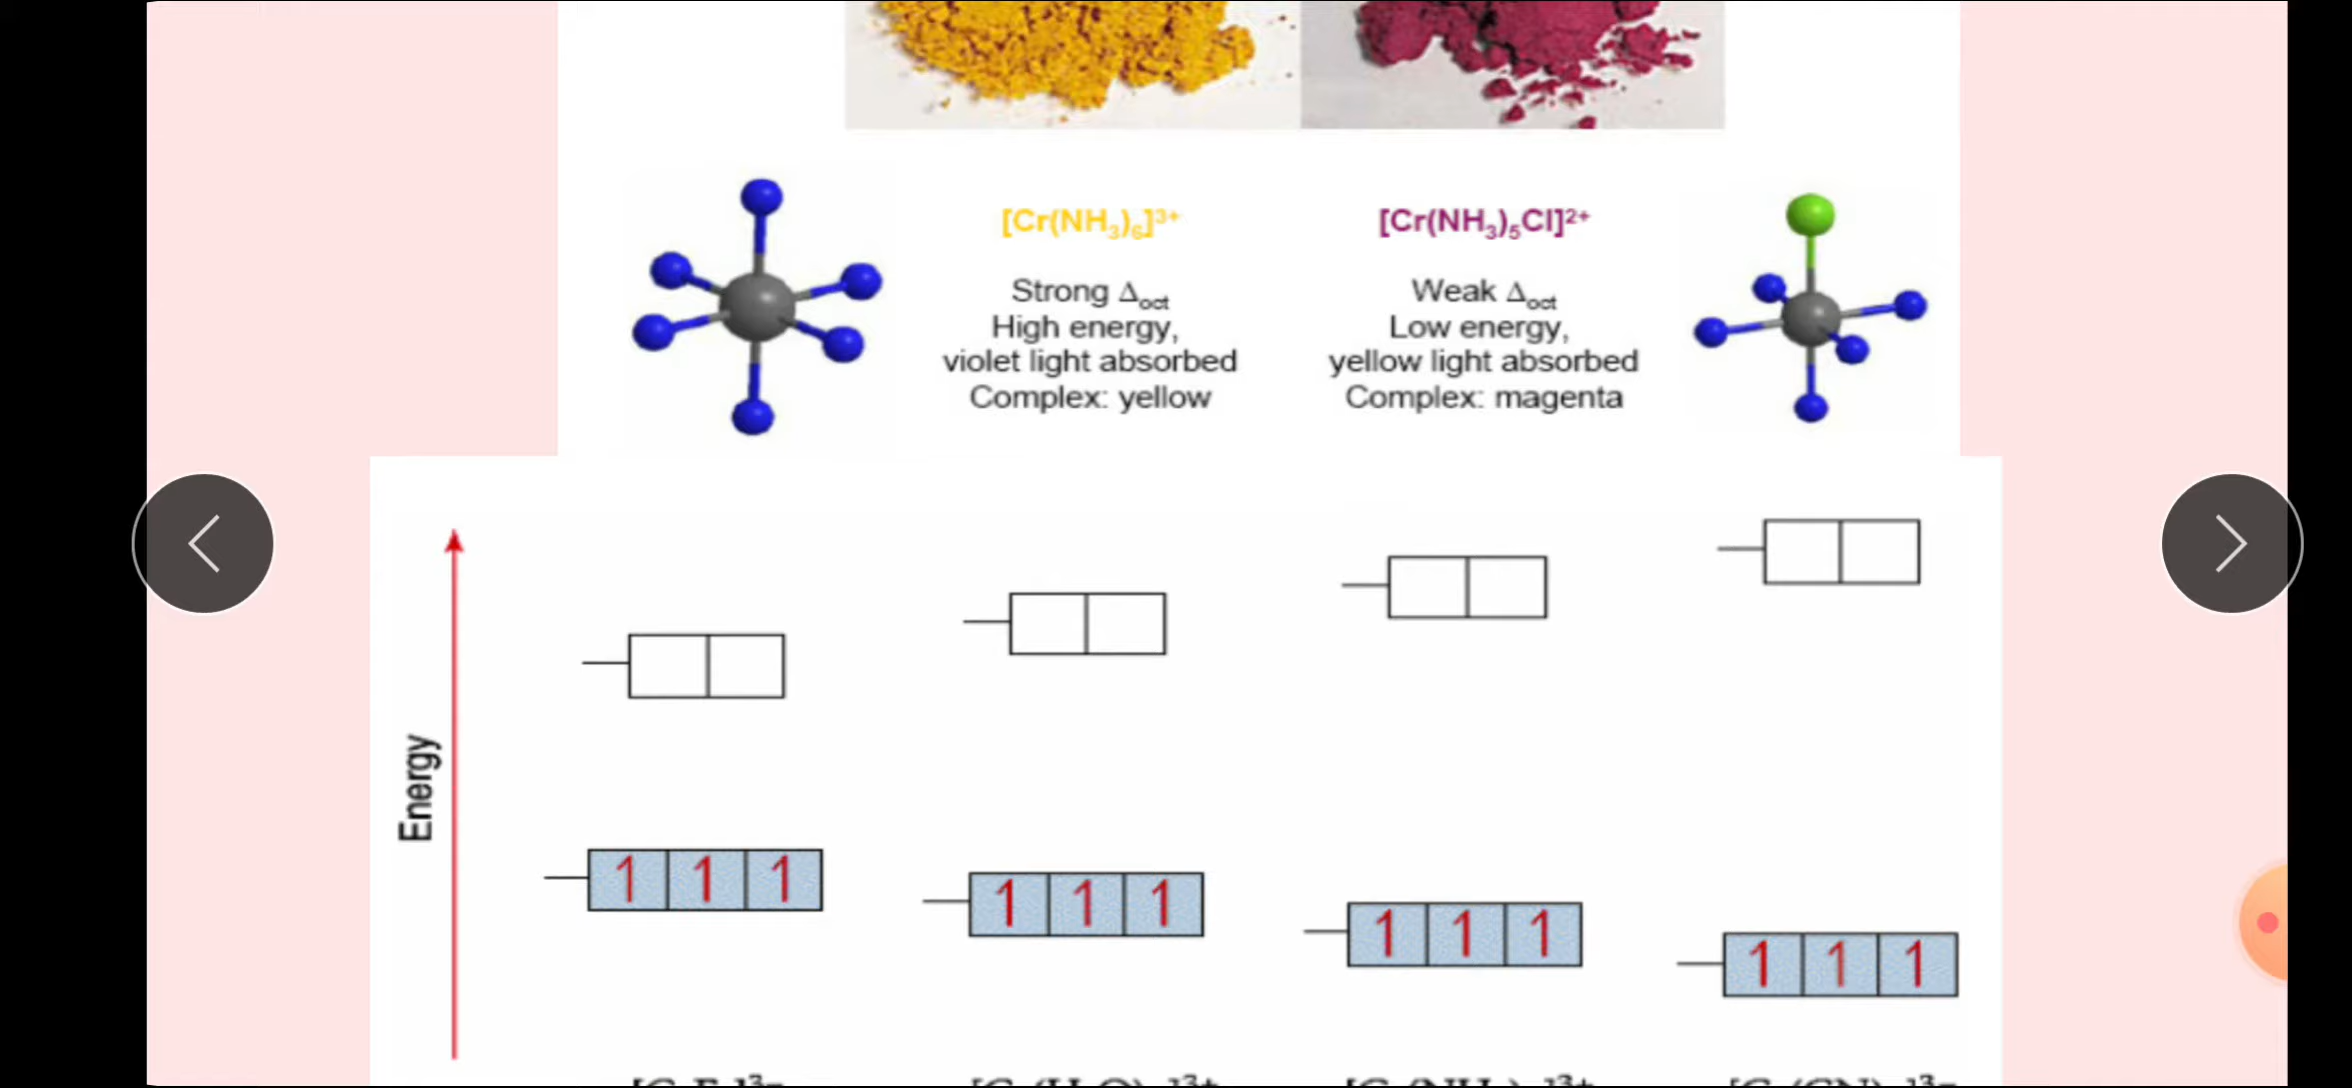 [Cr(NH₃)₆]³⁺
[Cr(NH₃)₅Cl]²⁺
Strong Δoct
High energy,
violet light absorbed
Complex: yellow
Weak Δoct
Low energy,
yellow light absorbed
Complex: magenta
Energy
1 1 1
1 1 1
1 1 1
1 1 1